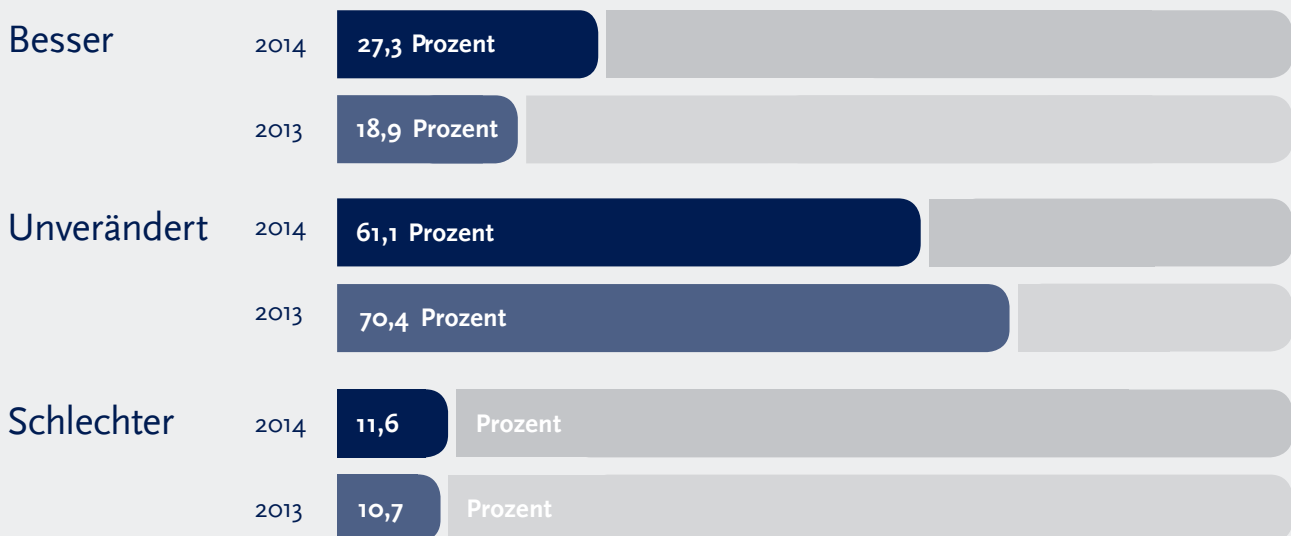 Besser 2014 27,3 Prozent
2013 18,9 Prozent
Unverändert 2014 61,1 Prozent
2013 70,4 Prozent
Schlechter 2014 11,6 Prozent
2013 10,7 Prozent